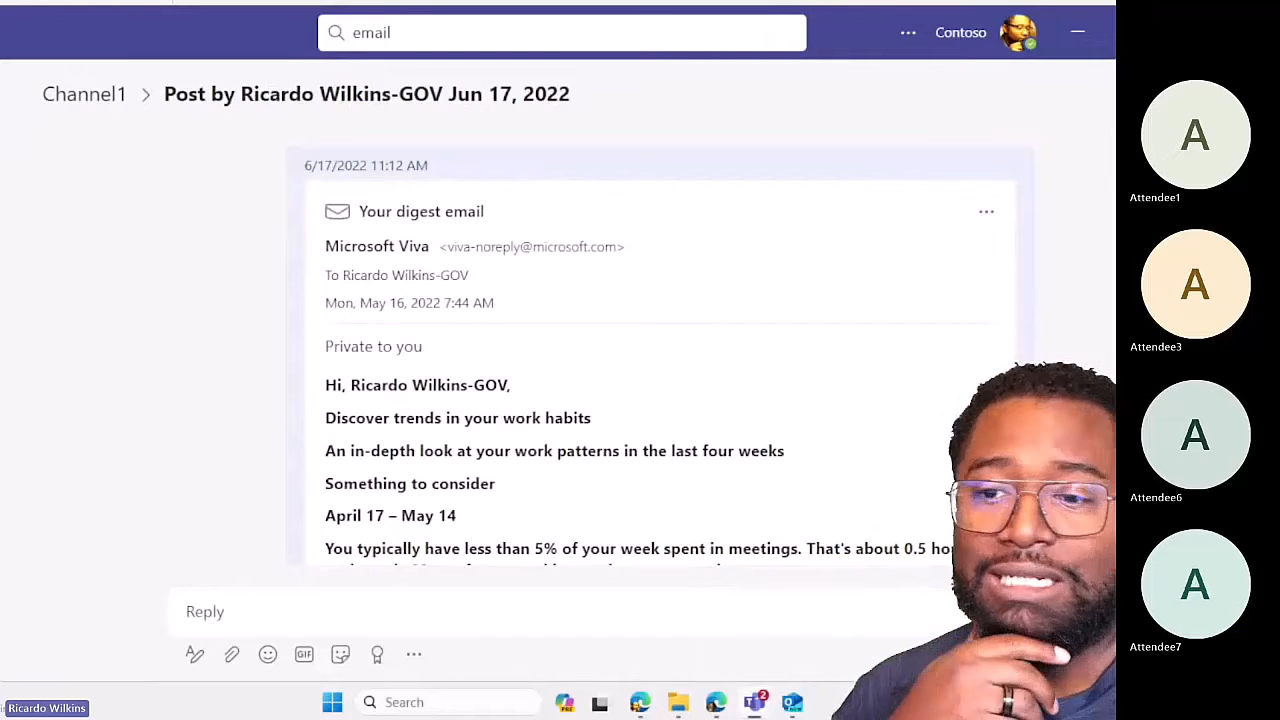 email
Contoso
Channel1 > Post by Ricardo Wilkins-GOV Jun 17, 2022
6/17/2022 11:12 AM
Your digest email
Microsoft Viva <viva-noreply@microsoft.com>
To Ricardo Wilkins-GOV
Mon, May 16, 2022 7:44 AM
Private to you
Hi, Ricardo Wilkins-GOV,
Discover trends in your work habits
An in-depth look at your work patterns in the last four weeks
Something to consider
April 17 – May 14
You typically have less than 5% of your week spent in meetings. That's about 0.5
Reply
GIF
Search
PRE
2
Ricardo Wilkins
A
Attendee1
A
Attendee3
A
Attendee6
A
Attendee7